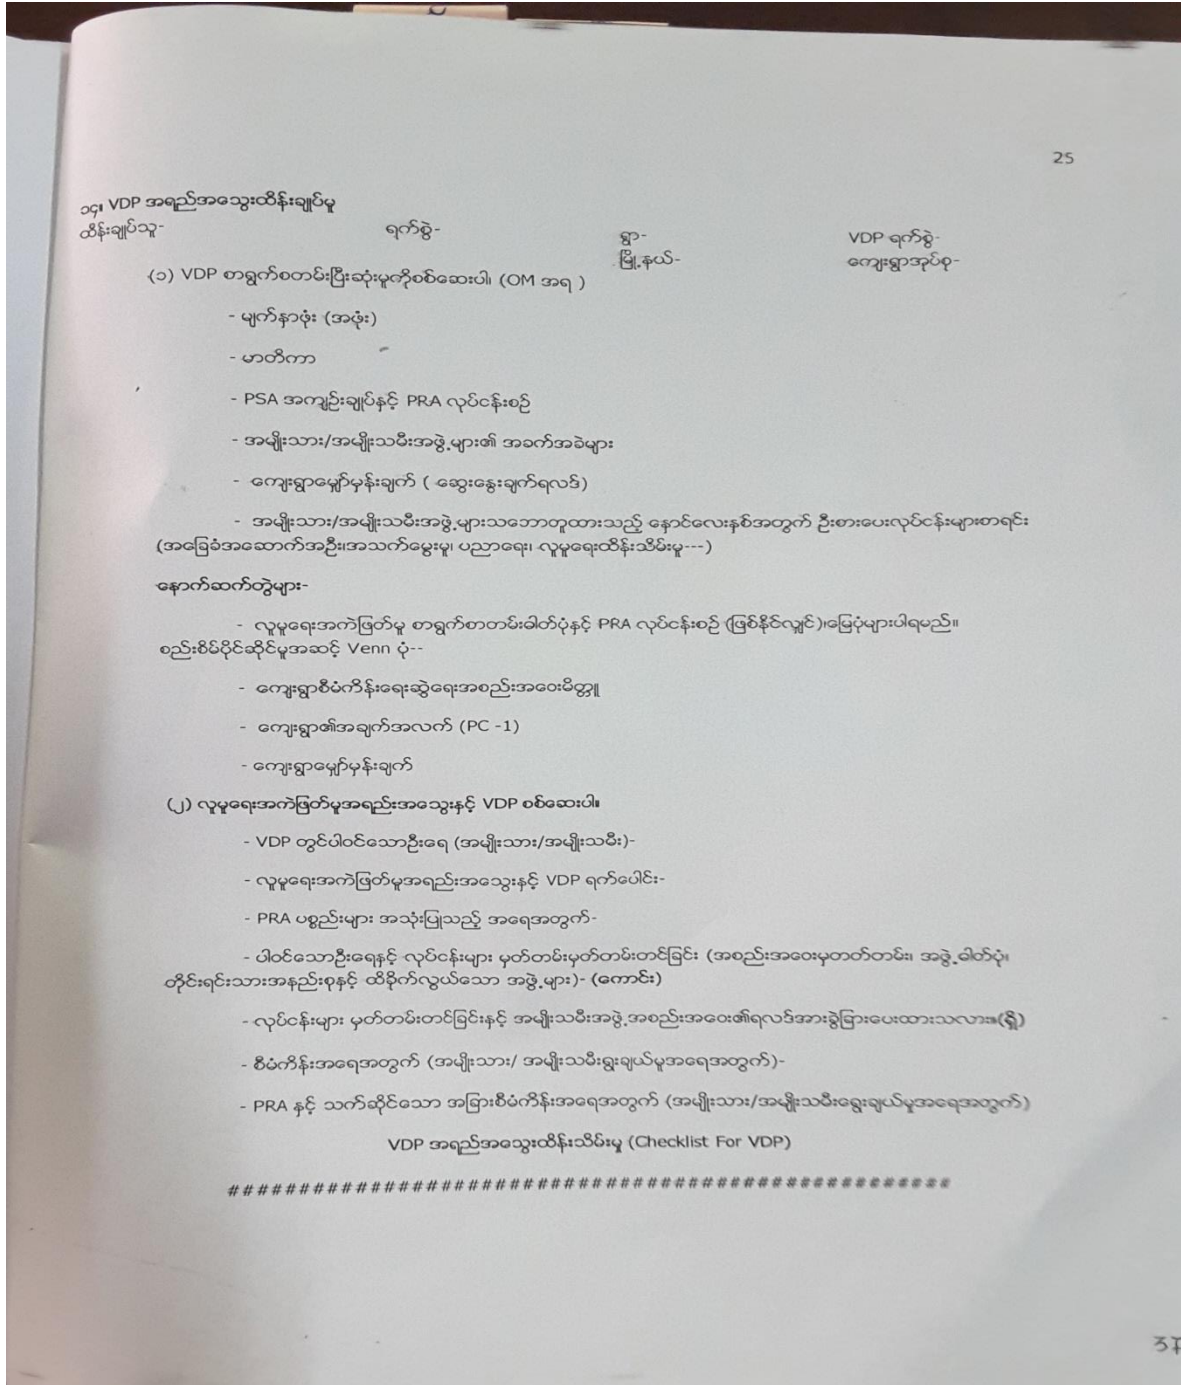 25
၁၄။ VDP အရည်အသွေးထိန်းချုပ်မှု
ထိန်းချုပ်သူ- ရက်စွဲ- ရွာ- VDP ရက်စွဲ-
မြို့နယ်- ကျေးရွာအုပ်စု-
(၁) VDP စာရွက်စတမ်းပြီးဆုံးမှုကိုစစ်ဆေးပါ၊ (OM အရ )
- မျက်နှာဖုံး (အဖုံး)
- မာတိကာ
- PSA အကျဉ်းချုပ်နှင့် PRA လုပ်ငန်းစဉ်
- အမျိုးသား/အမျိုးသမီးအဖွဲ့များ၏ အခက်အခဲများ
- ကျေးရွာမျှော်မှန်းချက် ( ဆွေးနွေးချက်ရလဒ်)
- အမျိုးသား/အမျိုးသမီးအဖွဲ့များသဘောတူထားသည့် နောင်လေးနှစ်အတွက် ဦးစားပေးလုပ်ငန်းများစာရင်း
(အခြေခံအဆောက်အဦး၊အသက်မွေးမှု၊ ပညာရေး၊ လူမှုရေးထိန်းသိမ်းမှု---)
နောက်ဆက်တွဲများ-
- လူမှုရေးအကဲဖြတ်မှု စာရွက်စာတမ်းဓါတ်ပုံနှင့် PRA လုပ်ငန်းစဉ် (ဖြစ်နိုင်လျှင်)၊မြေပုံများပါရမည်။
စည်းစိမ်ပိုင်ဆိုင်မှုအဆင့် Venn ပုံ--
- ကျေးရွာစီမံကိန်းရေးဆွဲရေးအစည်းအဝေးမိတ္တူ
- ကျေးရွာ၏အချက်အလက် (PC -1)
- ကျေးရွာမျှော်မှန်းချက်
(၂) လူမှုရေးအကဲဖြတ်မှုအရည်းအသွေးနှင့် VDP စစ်ဆေးပါ။
- VDP တွင်ပါဝင်သောဦးရေ (အမျိုးသား/အမျိုးသမီး)-
- လူမှုရေးအကဲဖြတ်မှုအရည်းအသွေးနှင့် VDP ရက်ပေါင်း-
- PRA ပစ္စည်းများ အသုံးပြုသည့် အရေအတွက်-
- ပါဝင်သောဦးရေနှင့် လုပ်ငန်းများ မှတ်တမ်းမှတ်တမ်းတင်ခြင်း (အစည်းအဝေးမှတတ်တမ်း၊ အဖွဲ့ဓါတ်ပုံ၊
တိုင်းရင်းသားအနည်းစုနှင့် ထိခိုက်လွယ်သော အဖွဲ့များ)- (ကောင်း)
- လုပ်ငန်းများ မှတ်တမ်းတင်ခြင်းနှင့် အမျိုးသမီးအဖွဲ့အစည်းအဝေး၏ရလဒ်အားခွဲခြားပေးထားသလား။(ရှိ)
- စီမံကိန်းအရေအတွက် (အမျိုးသား/ အမျိုးသမီးရွေးချယ်မှုအရေအတွက်)-
- PRA နှင့် သက်ဆိုင်သော အခြားစီမံကိန်းအရေအတွက် (အမျိုးသား/အမျိုးသမီးရွေးချယ်မှုအရေအတွက်)
VDP အရည်အသွေးထိန်းသိမ်းမှု (Checklist For VDP)
####################################################